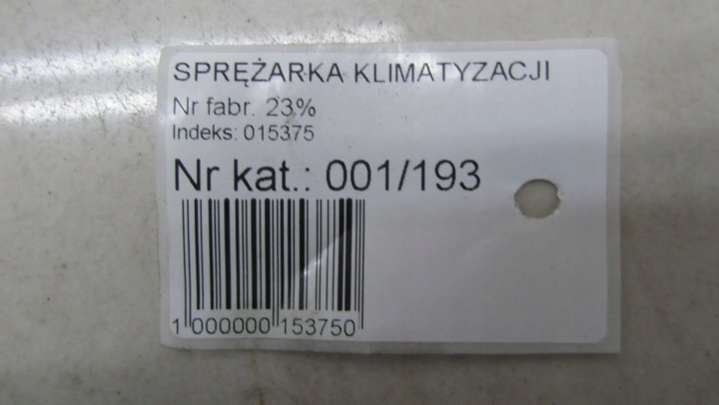 SPRĘŻARKA KLIMATYZACJI
Nr fabr. 23%
Indeks: 015375
Nr kat.: 001/193
1 000000 153750